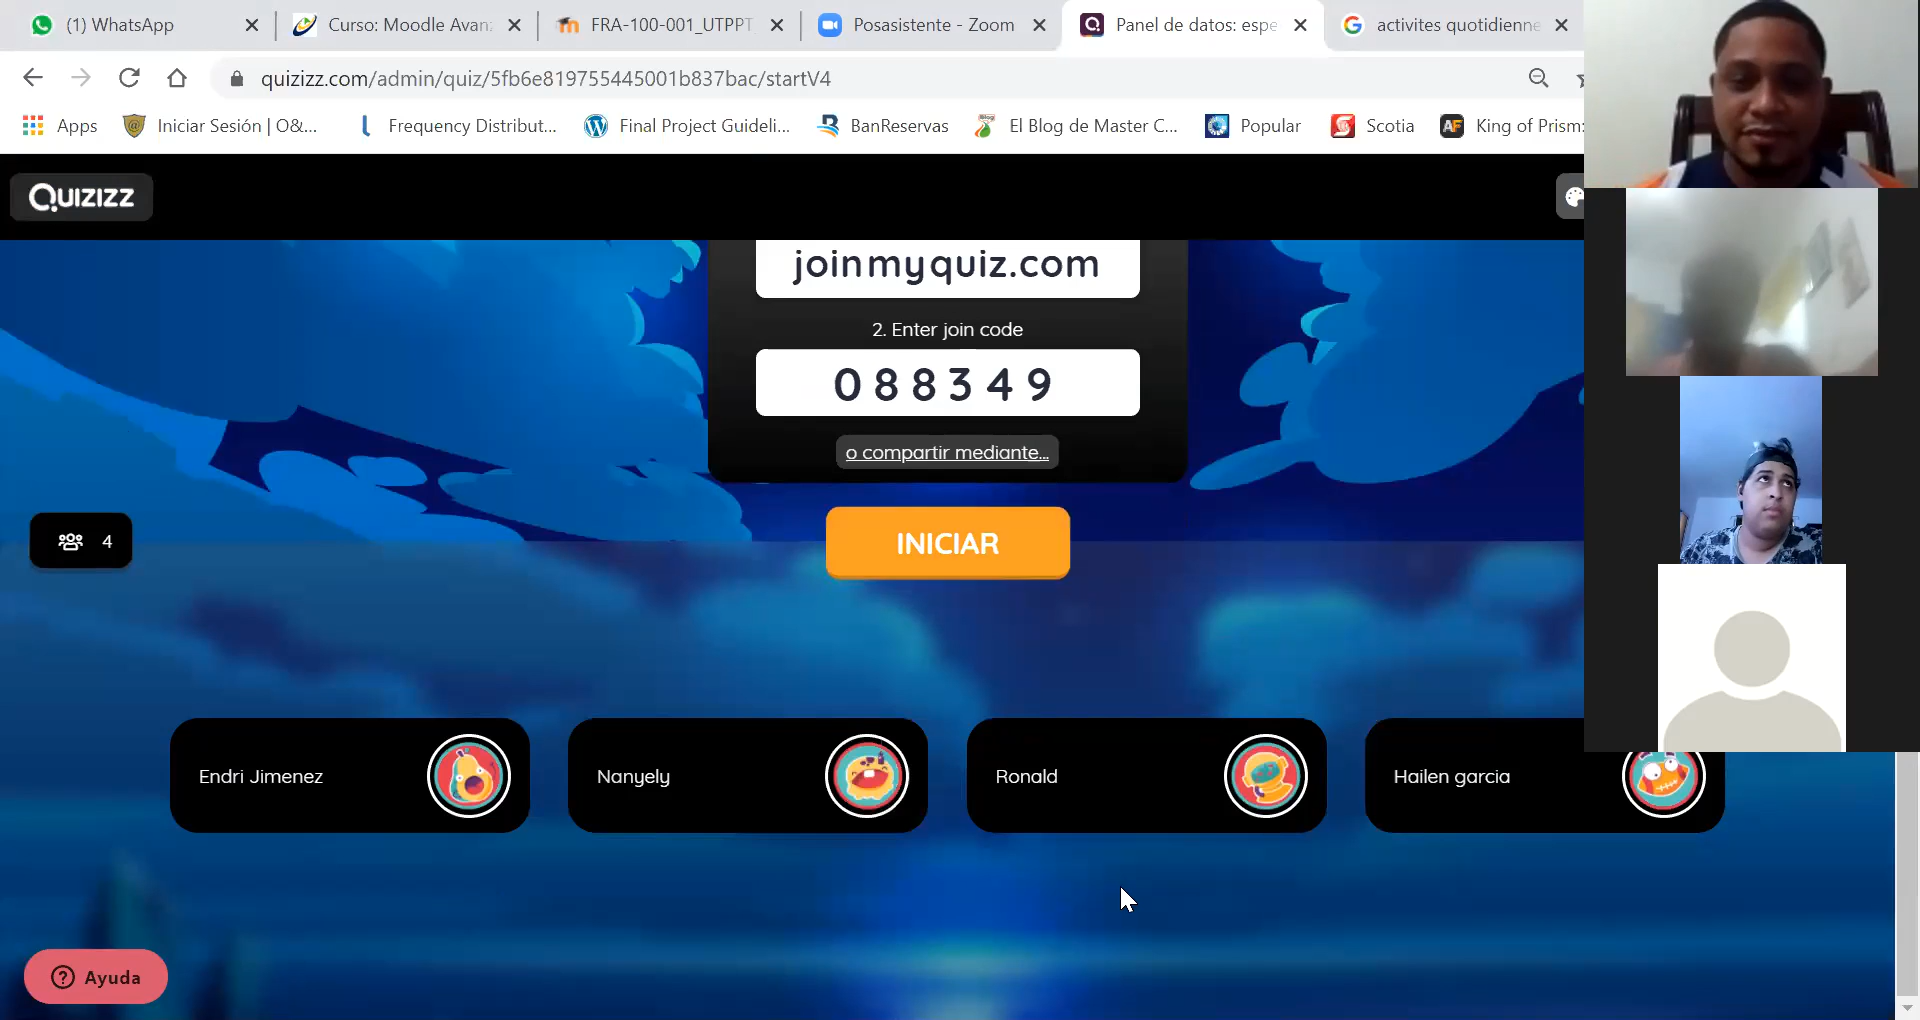 (1) WhatsApp
Curso: Moodle Avan
FRA-100-001_UTPPT
Posasistente - Zoom
Panel de datos: espe
activites quotidienne
quizizz.com/admin/quiz/5fb6e819755445001b837bac/startV4
Apps
Iniciar Sesión | O&...
Frequency Distribut...
Final Project Guideli...
BanReservas
El Blog de Master C...
Popular
Scotia
King of Prism:
Quizizz
joinmyquiz.com
2. Enter join code
088349
o compartir mediante...
4
INICIAR
Endri Jimenez
Nanyely
Ronald
Hailen garcia
Ayuda